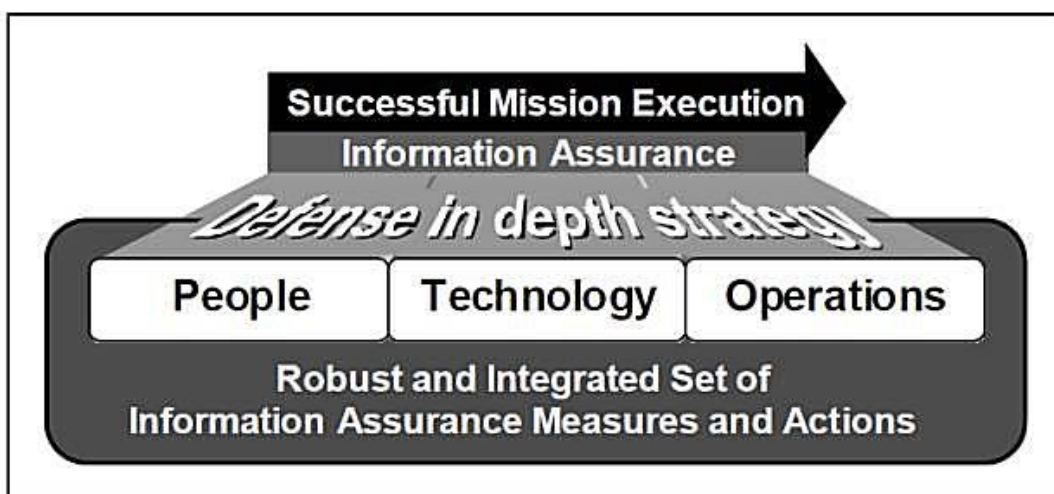 Successful Mission Execution
Information Assurance
Defense in depth strategy
People
Technology
Operations
Robust and Integrated Set of
Information Assurance Measures and Actions